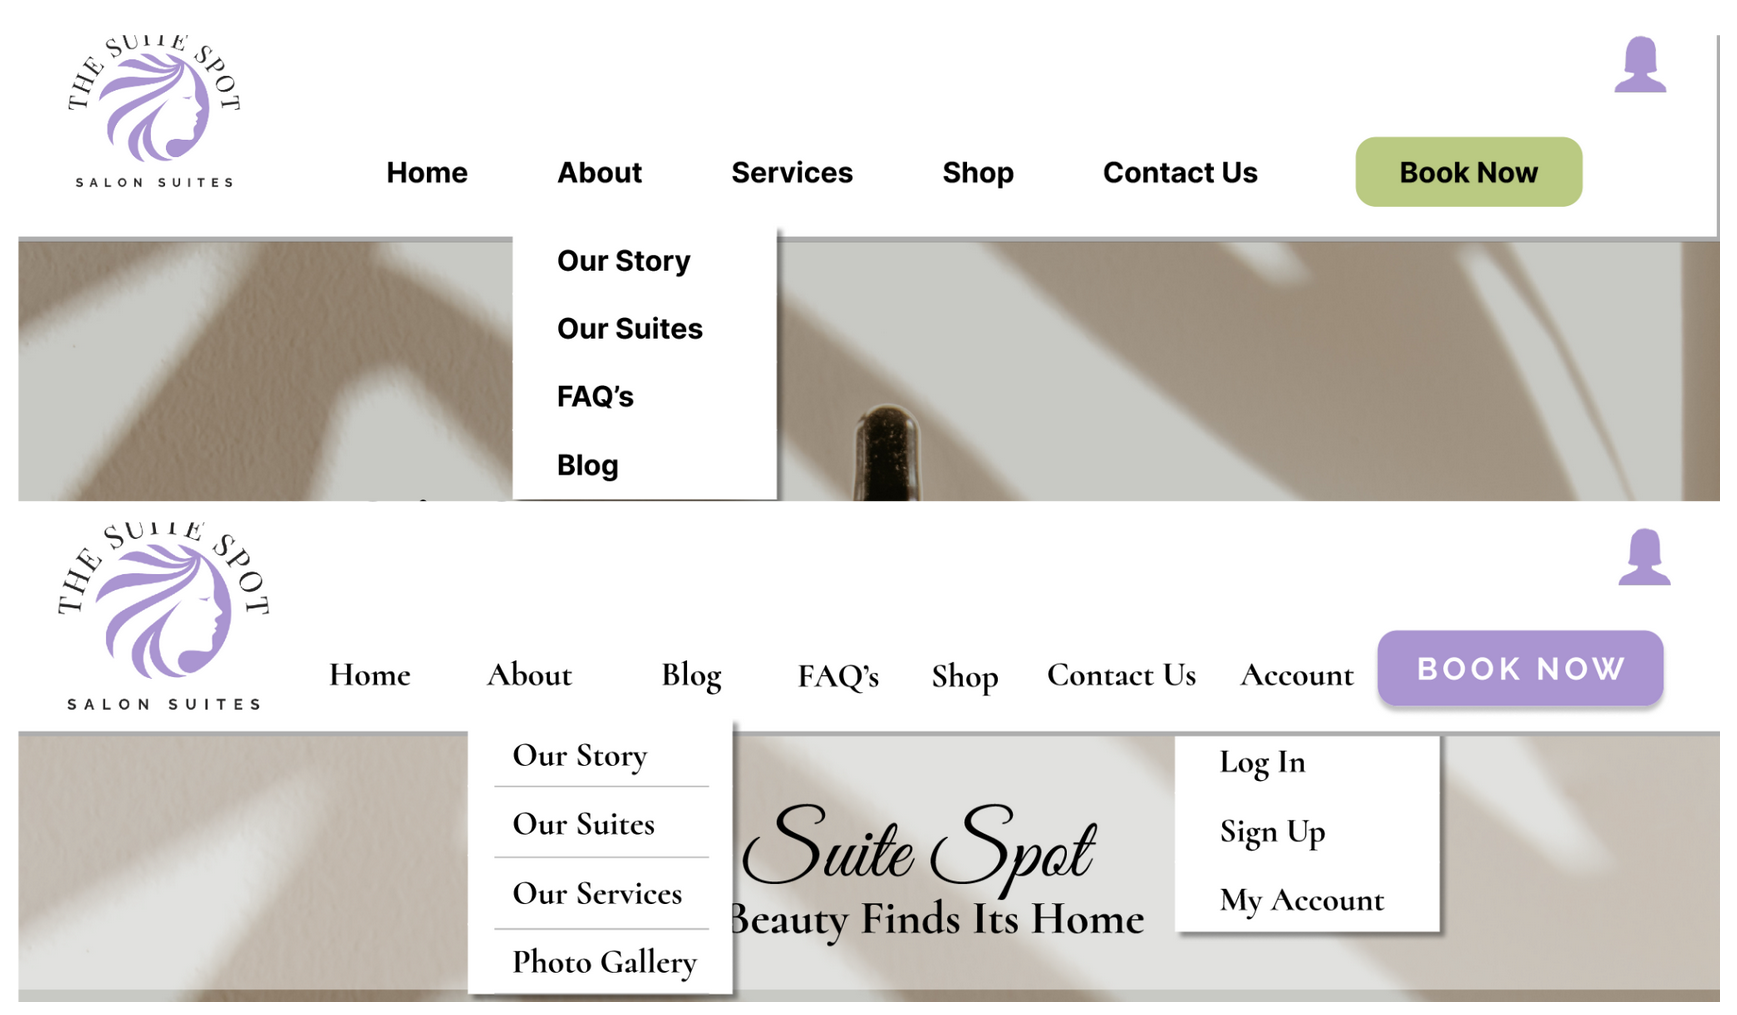 THE SUITE SPOT
SALON SUITES
Home About Services Shop Contact Us Book Now
Our Story
Our Suites
FAQ’s
Blog
THE SUITE SPOT
SALON SUITES
Home About Blog FAQ’s Shop Contact Us Account BOOK NOW
Our Story
Our Suites
Our Services
Photo Gallery
Suite Spot
Beauty Finds Its Home
Log In
Sign Up
My Account